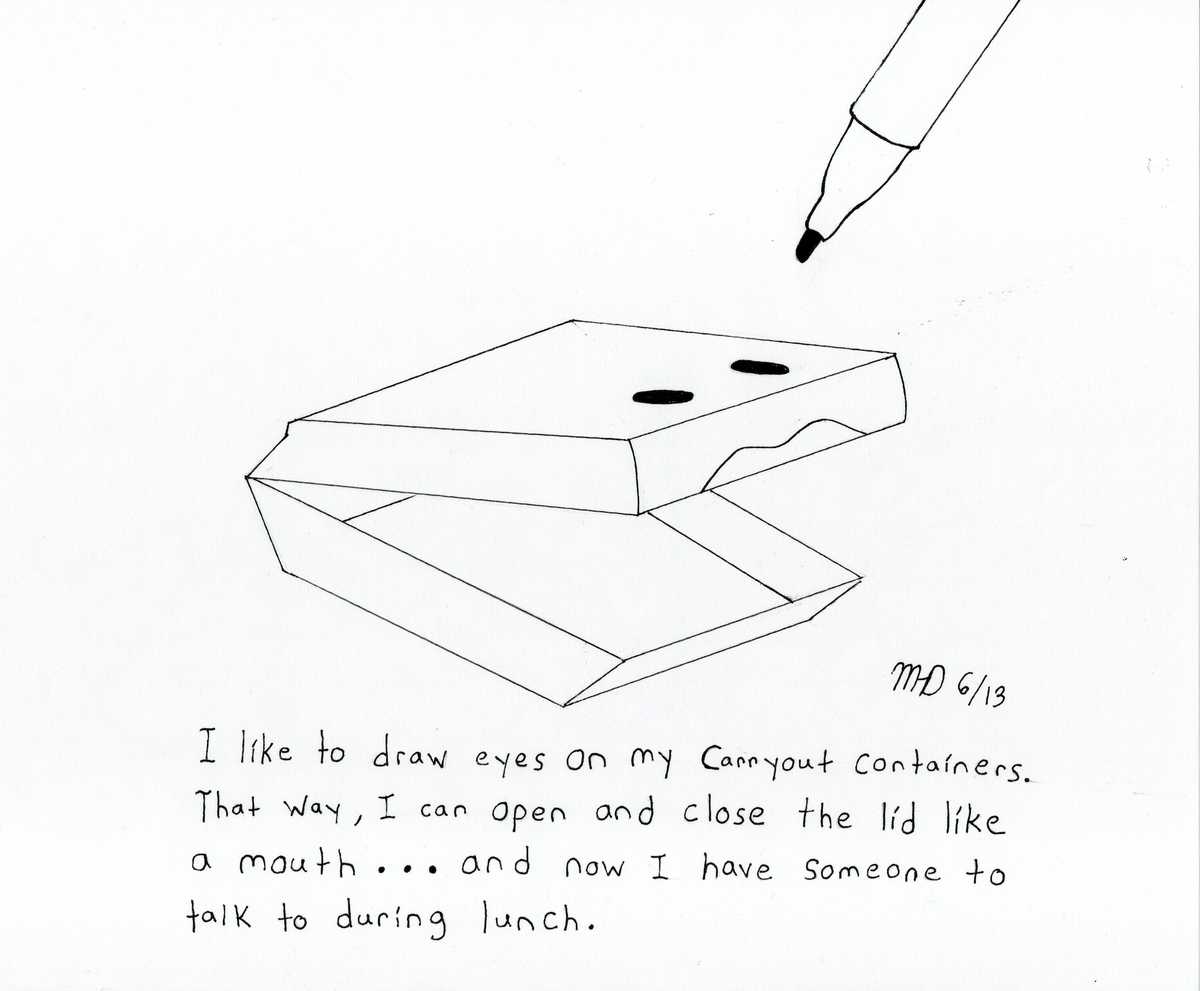 MD 6/13
I like to draw eyes on my Carryout containers.
That way, I can open and close the lid like
a mouth... and now I have someone to
talk to during lunch.